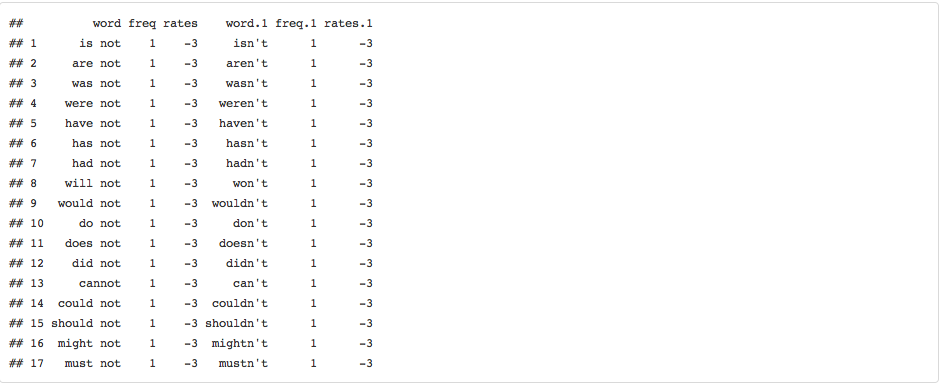 ##        word freq rates    word.1 freq.1 rates.1
## 1    is not    1    -3     isn't      1      -3
## 2   are not    1    -3    aren't      1      -3
## 3   was not    1    -3    wasn't      1      -3
## 4  were not    1    -3   weren't      1      -3
## 5  have not    1    -3   haven't      1      -3
## 6   has not    1    -3    hasn't      1      -3
## 7   had not    1    -3    hadn't      1      -3
## 8  will not    1    -3     won't      1      -3
## 9 would not    1    -3  wouldn't      1      -3
## 10   do not    1    -3     don't      1      -3
## 11 does not    1    -3   doesn't      1      -3
## 12  did not    1    -3    didn't      1      -3
## 13   cannot    1    -3     can't      1      -3
## 14 could not    1    -3  couldn't      1      -3
## 15 should not    1    -3 shouldn't      1      -3
## 16 might not    1    -3  mightn't      1      -3
## 17 must not    1    -3   mustn't      1      -3